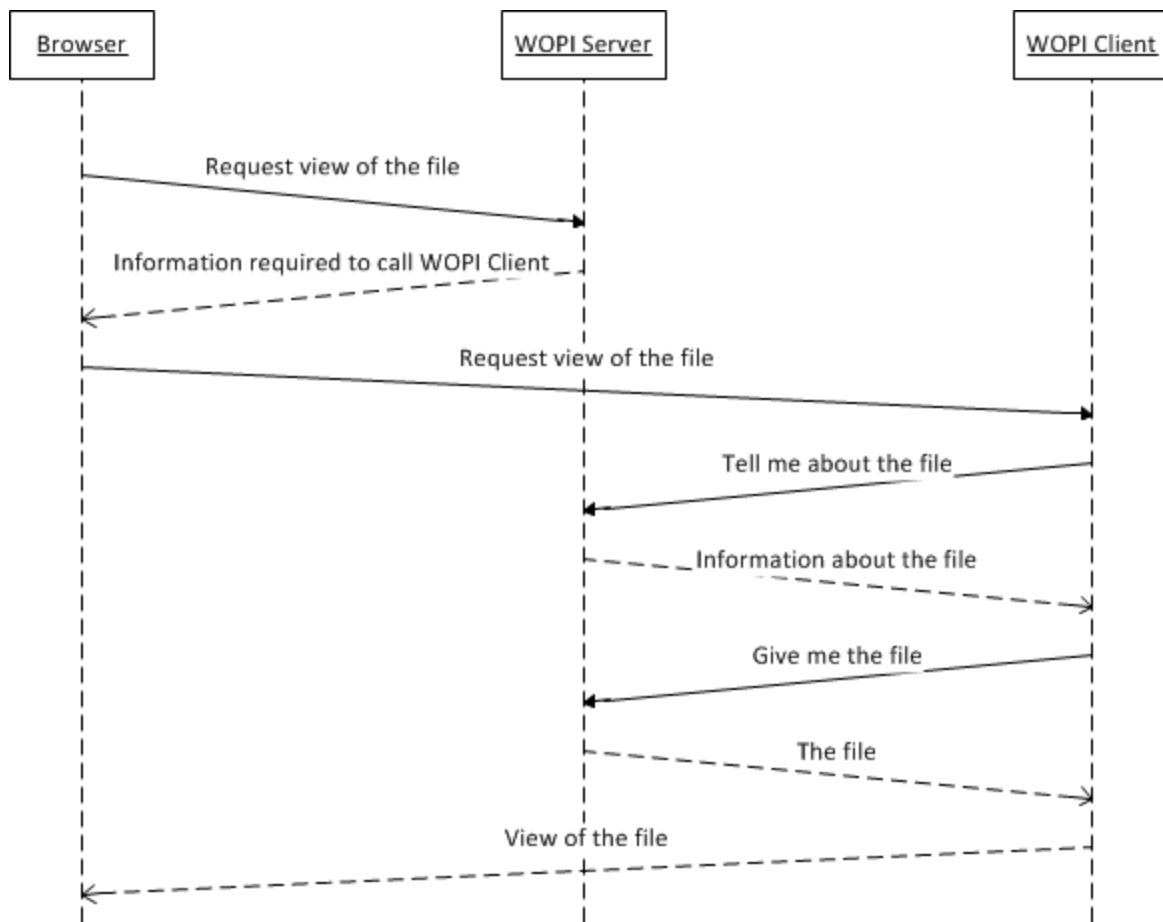 Browser
WOPI Server
WOPI Client
Request view of the file
Information required to call WOPI Client
Request view of the file
Tell me about the file
Information about the file
Give me the file
The file
View of the file